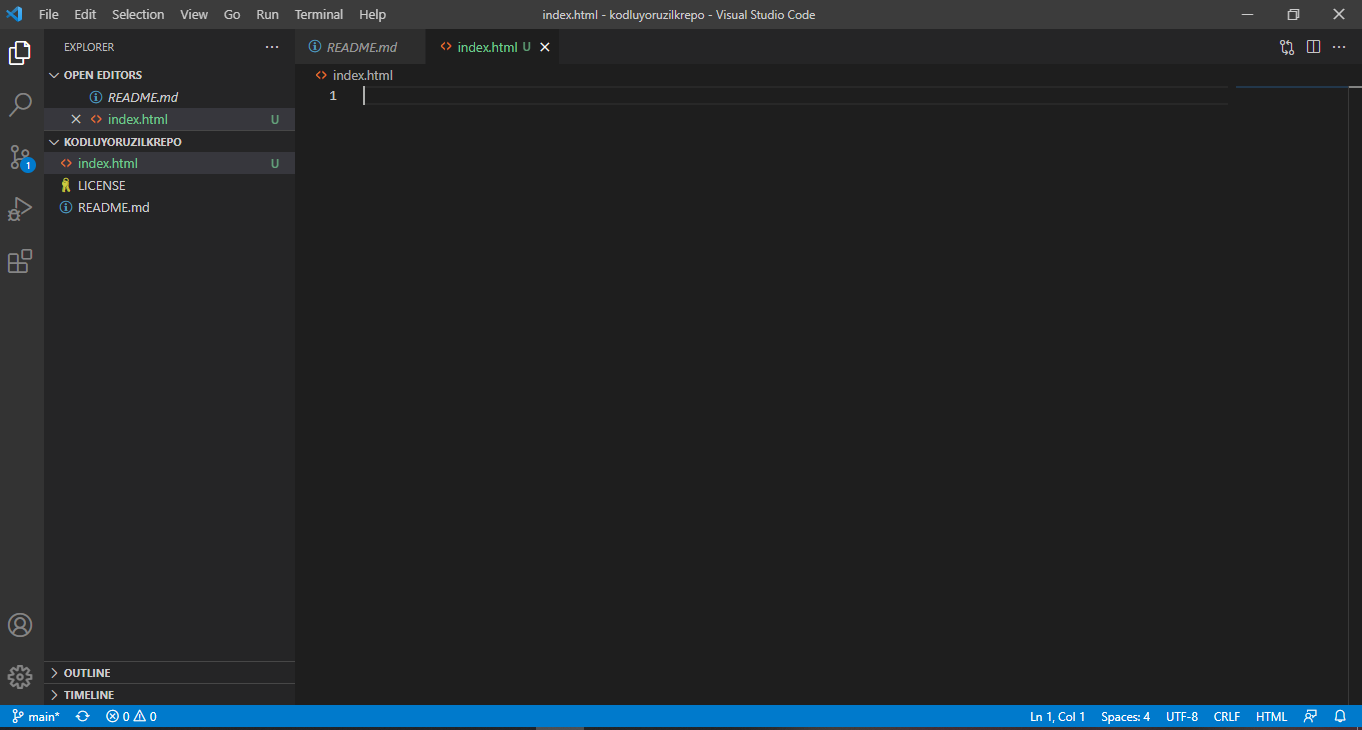 File Edit Selection View Go Run Terminal Help index.html - kodluyoruzilkrepo - Visual Studio Code
EXPLORER
README.md index.html U
OPEN EDITORS
README.md
index.html U
KODLUYORUZILKREPO
index.html U
LICENSE
README.md
index.html
1
1
OUTLINE
TIMELINE
main* 0 0 Ln 1, Col 1 Spaces: 4 UTF-8 CRLF HTML